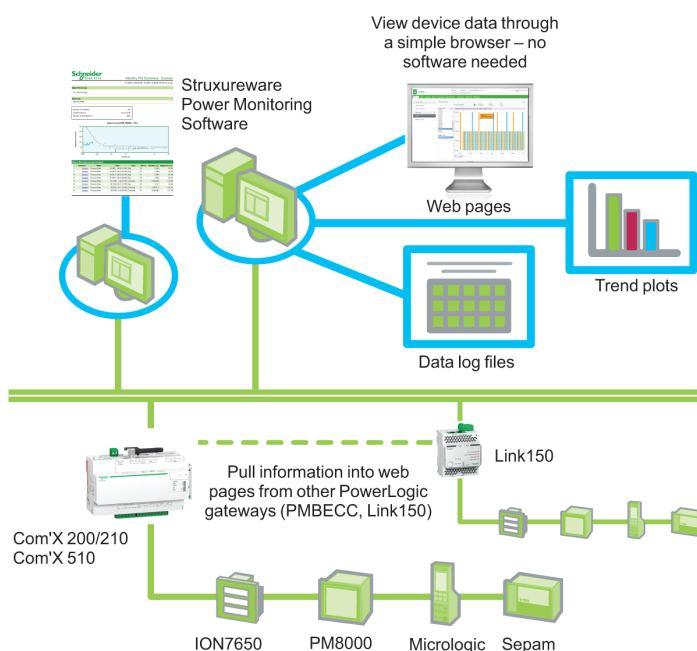 View device data through
a simple browser – no
software needed
Schneider
Electric
Struxureware
Power Monitoring
Software
Web pages
Trend plots
Data log files
Link150
Pull information into web
pages from other PowerLogic
gateways (PMBECC, Link150)
Com'X 200/210
Com'X 510
ION7650
PM8000
Micrologic
Sepam